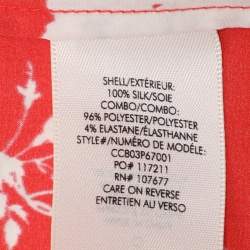 SHELL/EXTÉRIEUR:
100% SILK/SOIE
COMBO/COMBO:
96% POLYESTER/POLYESTER
4% ELASTANE/ÉLASTHANNE
STYLE#/NUMÉRO DE MODÈLE:
CCB03P67001
PO# 117211
RN# 107677
CARE ON REVERSE
ENTRETIEN AU VERSO